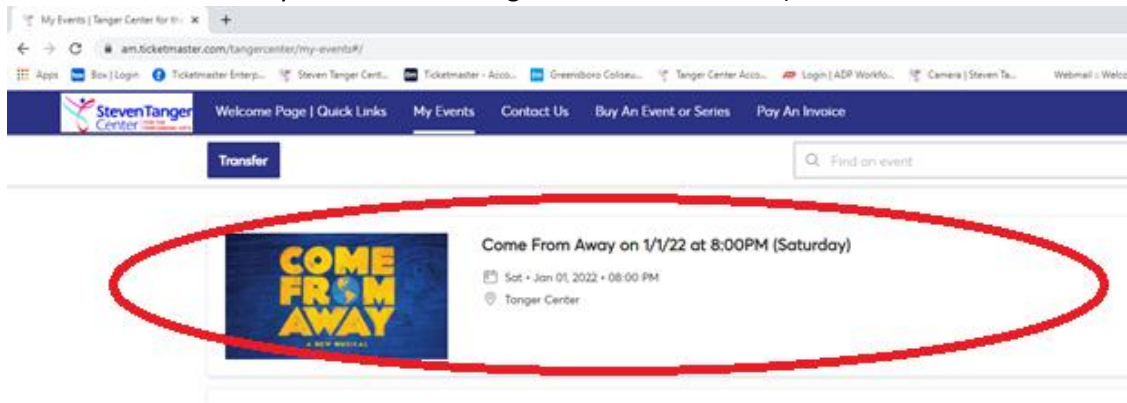 My Events | Tanger Center for th
am.ticketmaster.com/tangercenter/my-events#/
Apps Box | Login Ticketmaster Enterp... Steven Tanger Cent... Ticketmaster - Acco... Greensboro Coliseu... Tanger Center Acco... Login | ADP Workfo... Camera | Steven Ta... Webmail :: Welco
Steven Tanger Center Welcome Page | Quick Links My Events Contact Us Buy An Event or Series Pay An Invoice
Transfer Find an event
COME
FROM
AWAY
A NEW MUSICAL
Come From Away on 1/1/22 at 8:00PM (Saturday)
Sat • Jan 01, 2022 • 08:00 PM
Tanger Center